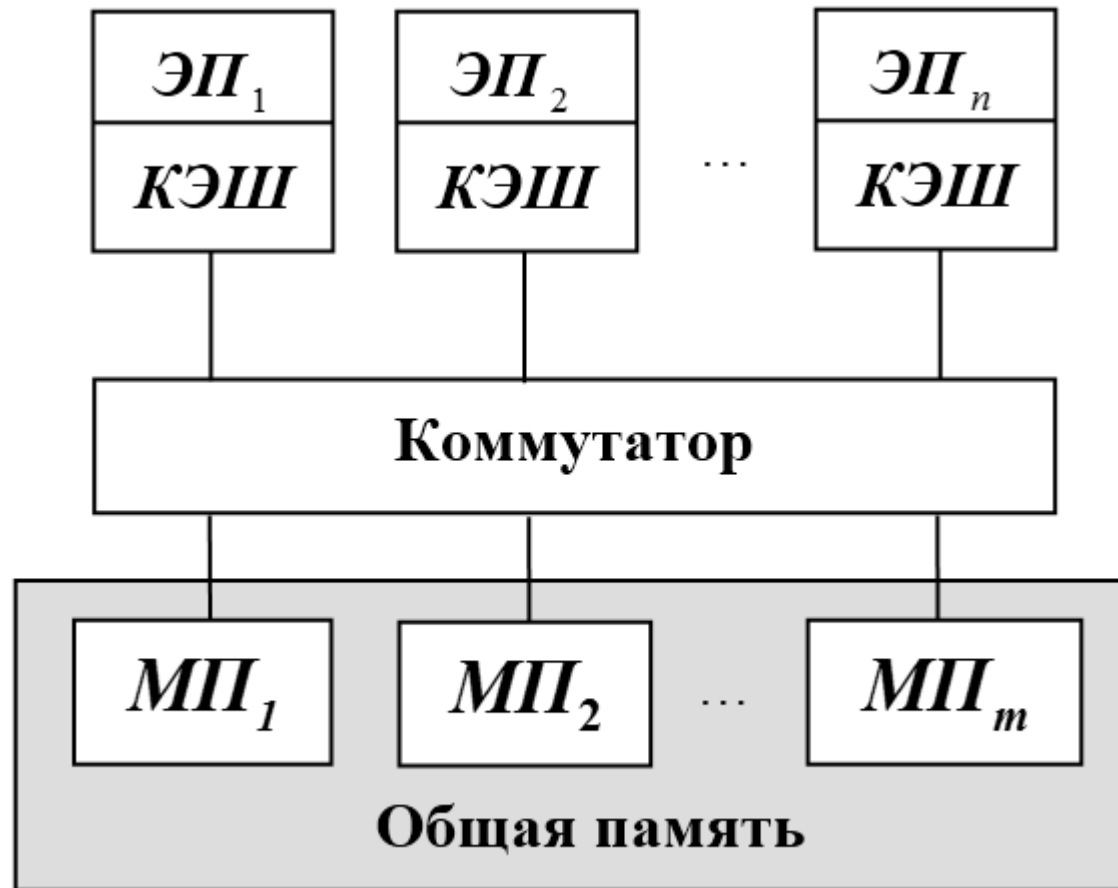 ЭП₁ ЭП₂ ЭПₙ
КЭШ КЭШ ... КЭШ
Коммутатор
МП₁ МП₂ ... МПₘ
Общая память